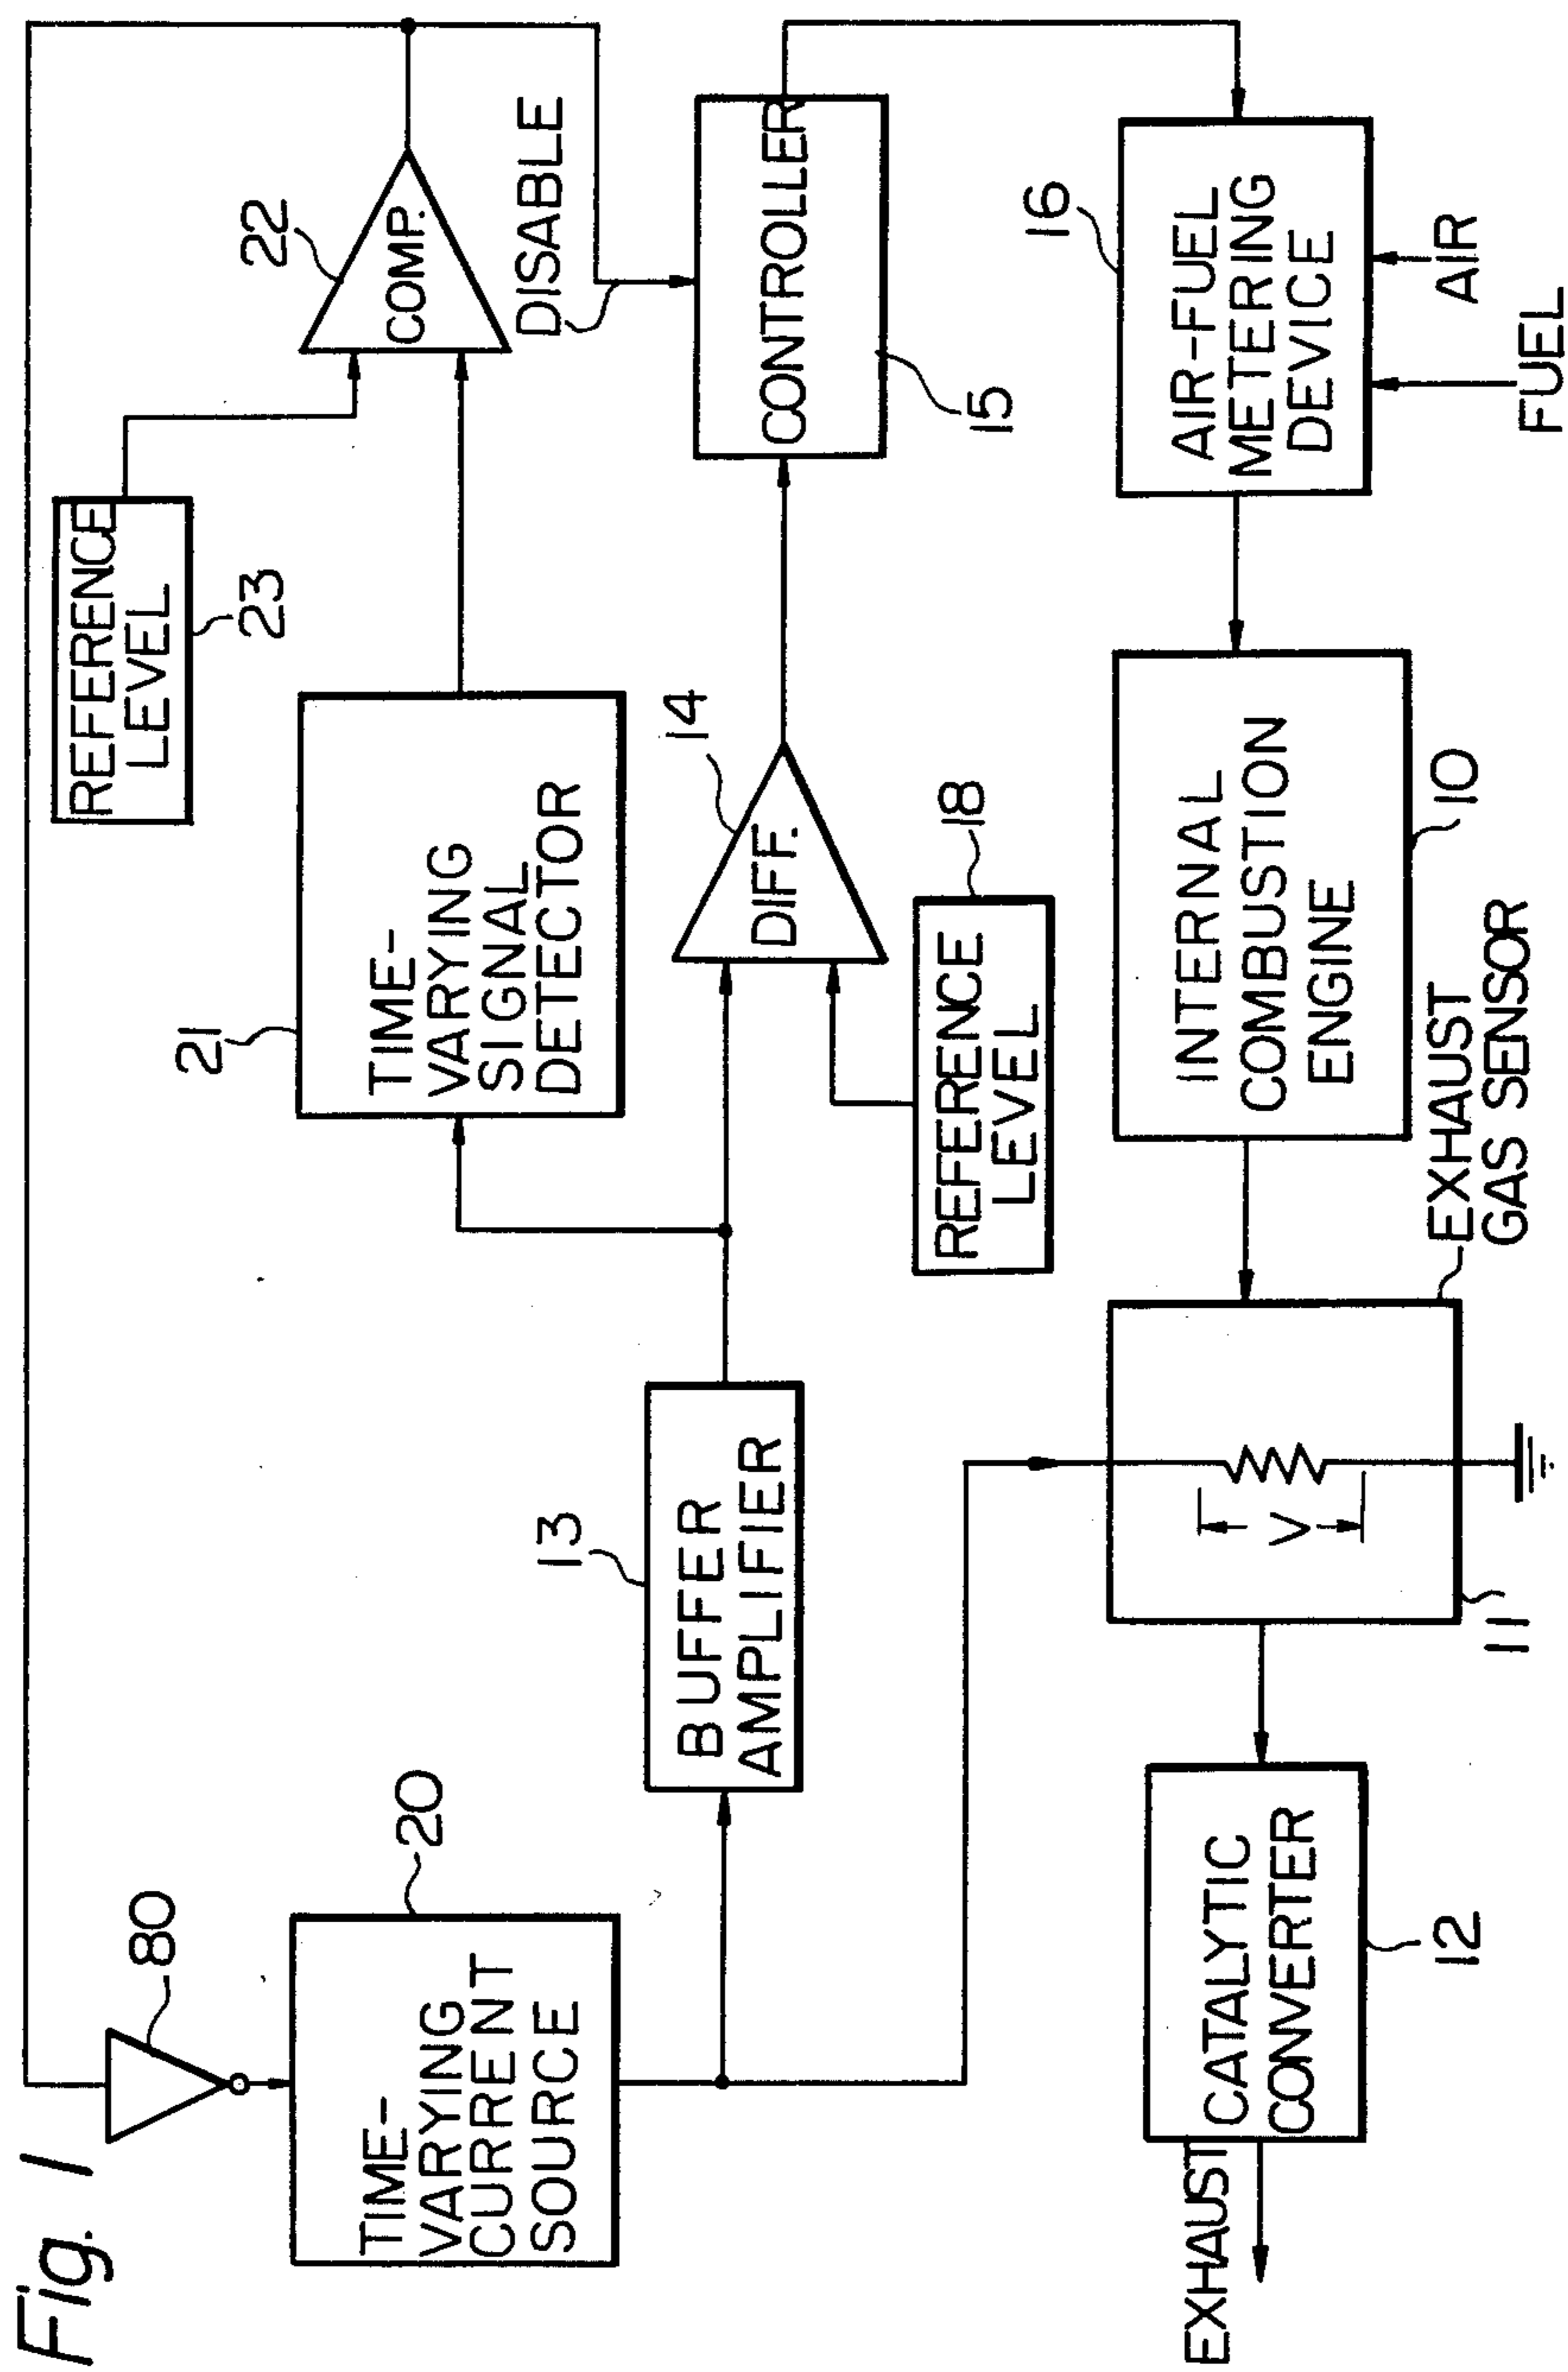 Fig. 1
80
TIME-
VARYING
CURRENT
SOURCE
20
BUFFER
AMPLIFIER
13
21
TIME-
VARYING
SIGNAL
DETECTOR
REFERENCE
LEVEL
23
22
COMP.
DISABLE
14
DIFF.
REFERENCE
LEVEL
18
CONTROLLER
15
16
AIR-FUEL
METERING
DEVICE
AIR
FUEL
INTERNAL
COMBUSTION
ENGINE
10
EXHAUST
GAS SENSOR
V
11
CATALYTIC
CONVERTER
12
EXHAUST